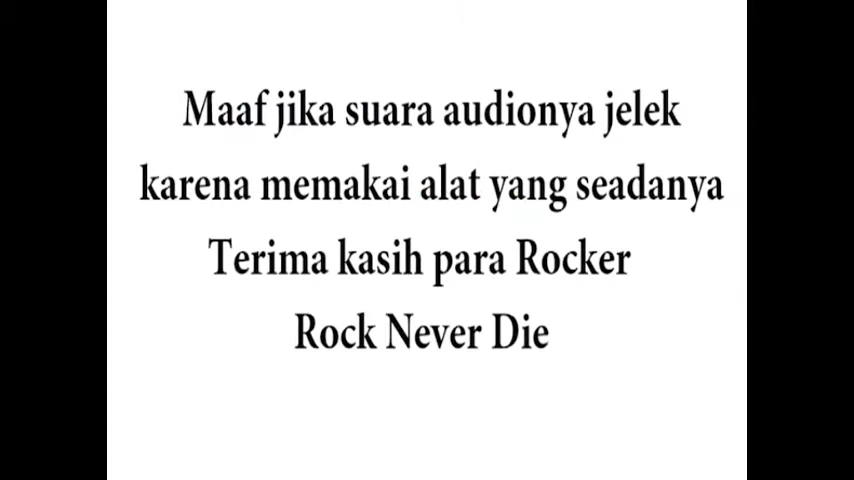 Maaf jika suara audionya jelek
karena memakai alat yang seadanya
Terima kasih para Rocker
Rock Never Die